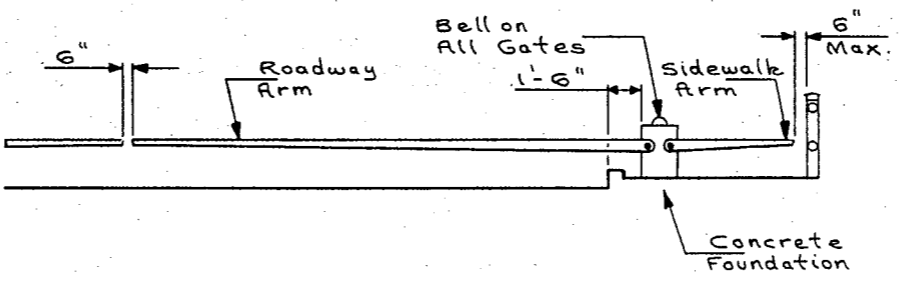 6"
Roadway
Arm
Bell on
All Gates
1'-6"
Sidewalk
Arm
6"
Max.
Concrete
Foundation